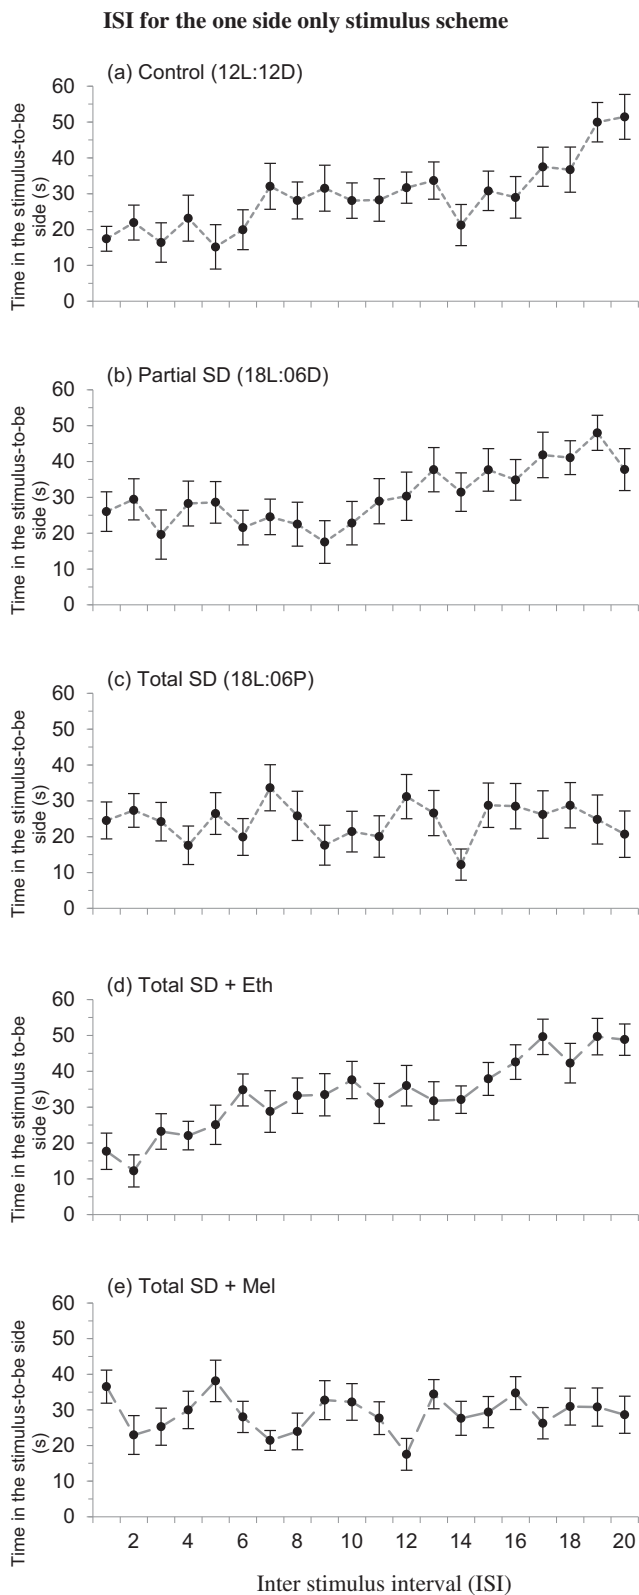 ISI for the one side only stimulus scheme
(a) Control (12L:12D)
Time in the stimulus-to-be
side (s)
60
50
40
30
20
10
0
(b) Partial SD (18L:06D)
Time in the stimulus-to-be
side (s)
60
50
40
30
20
10
0
(c) Total SD (18L:06P)
Time in the stimulus-to-be
side (s)
60
50
40
30
20
10
0
(d) Total SD + Eth
Time in the stimulus to-be
side (s)
60
50
40
30
20
10
0
(e) Total SD + Mel
Time in the stimulus-to-be side
(s)
60
50
40
30
20
10
0
2 4 6 8 10 12 14 16 18 20
Inter stimulus interval (ISI)